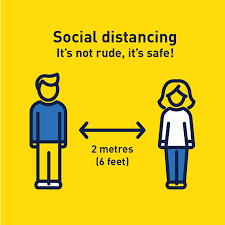 Social distancing
It's not rude, it's safe!
2 metres
(6 feet)